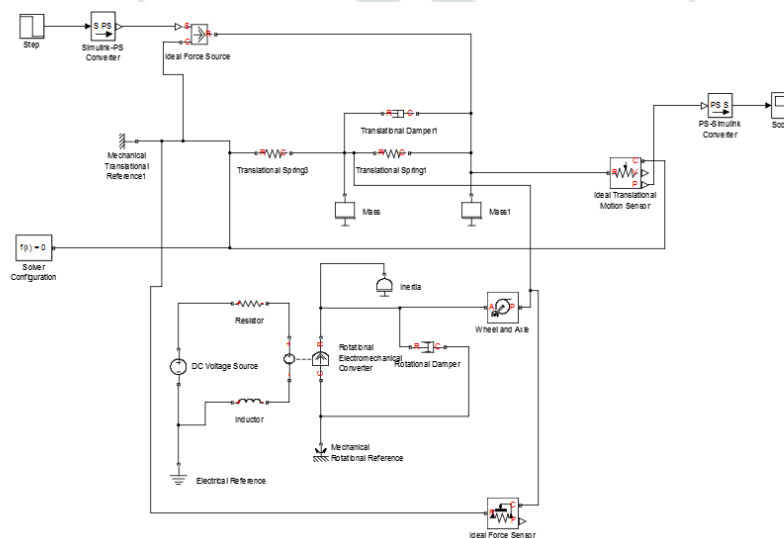 S PS
Step
Simulink-PS
Converter
S
C
R
Ideal Force Source
R
C
Translational Damper1
PS S
PS-Simulink
Converter
Sco
Mechanical
Translational
Reference1
R
C
Translational Spring3
R
C
Translational Spring1
R
C
V
P
Ideal Translational
Motion Sensor
Mass
Mass1
f(x) = 0
Solver
Configuration
Inertia
Resistor
A
P
Wheel and Axle
R
C
Rotational Damper
DC Voltage Source
+
-
R
C
Rotational
Electromechanical
Converter
Inductor
Mechanical
Rotational Reference
Electrical Reference
R
C
F
Ideal Force Sensor